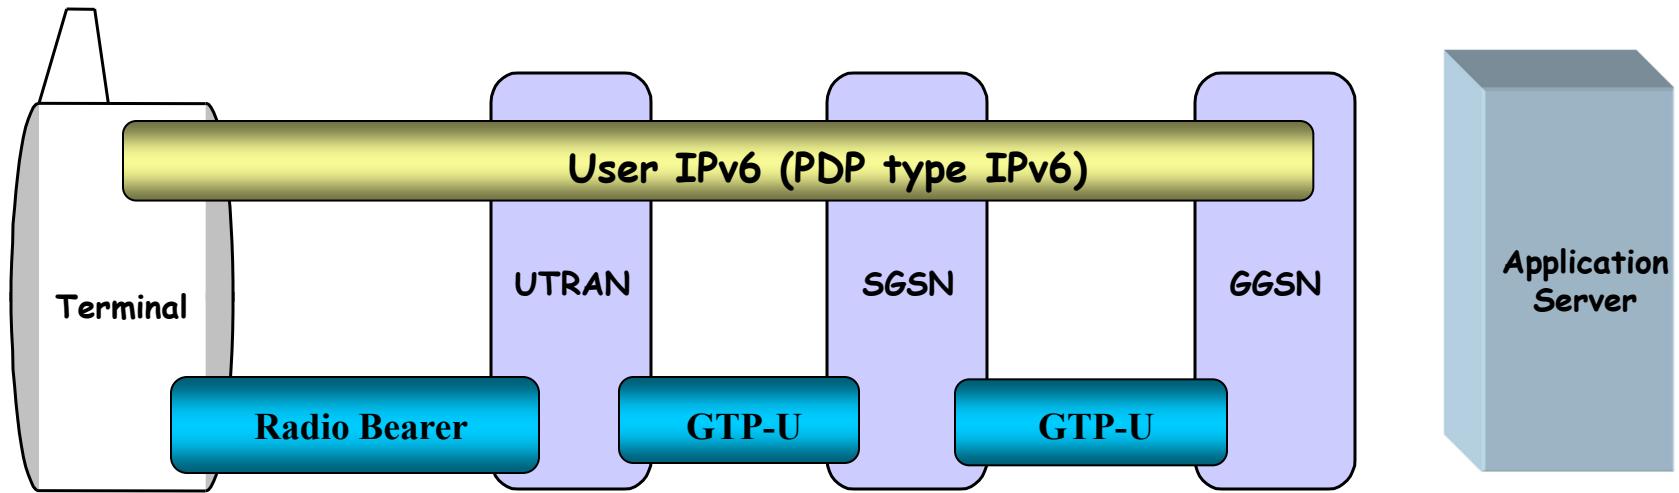 User IPv6 (PDP type IPv6)
Terminal
UTRAN
SGSN
GGSN
Application
Server
Radio Bearer
GTP-U
GTP-U